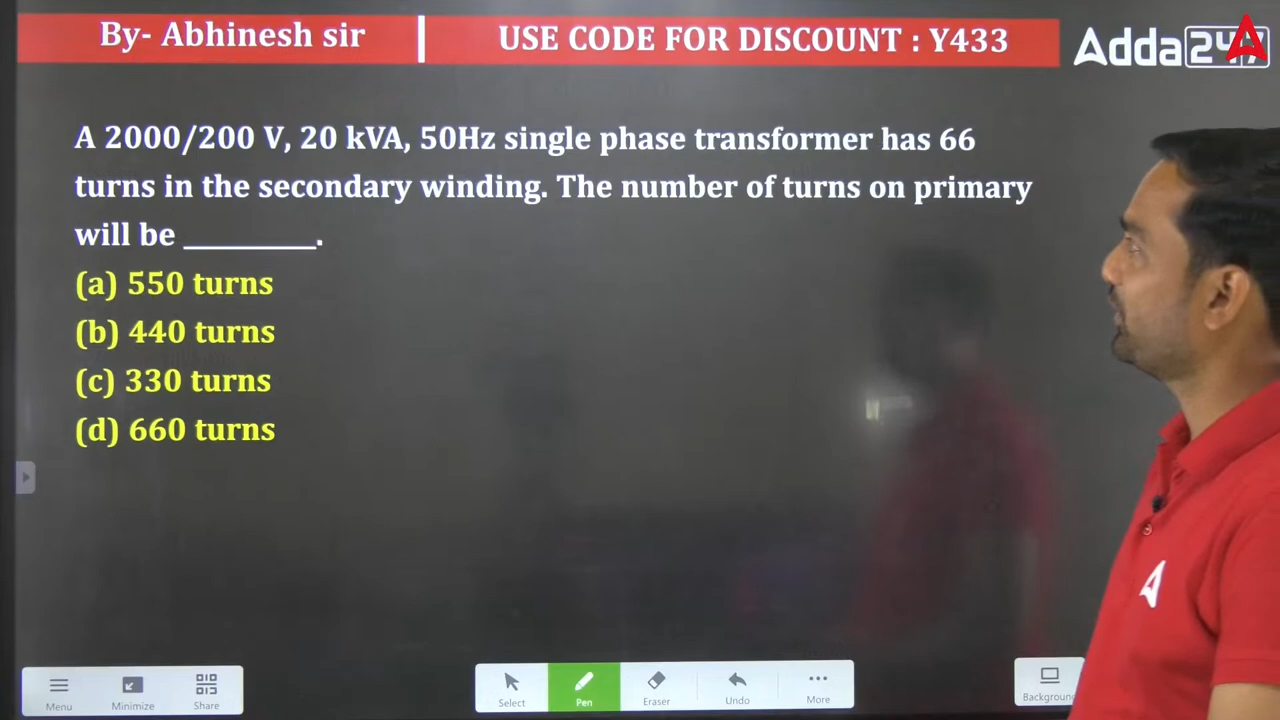 By- Abhinesh sir
USE CODE FOR DISCOUNT : Y433
Adda247
A 2000/200 V, 20 kVA, 50Hz single phase transformer has 66
turns in the secondary winding. The number of turns on primary
will be __________.
(a) 550 turns
(b) 440 turns
(c) 330 turns
(d) 660 turns
Menu
Minimize
Share
Select
Pen
Eraser
Undo
More
Background